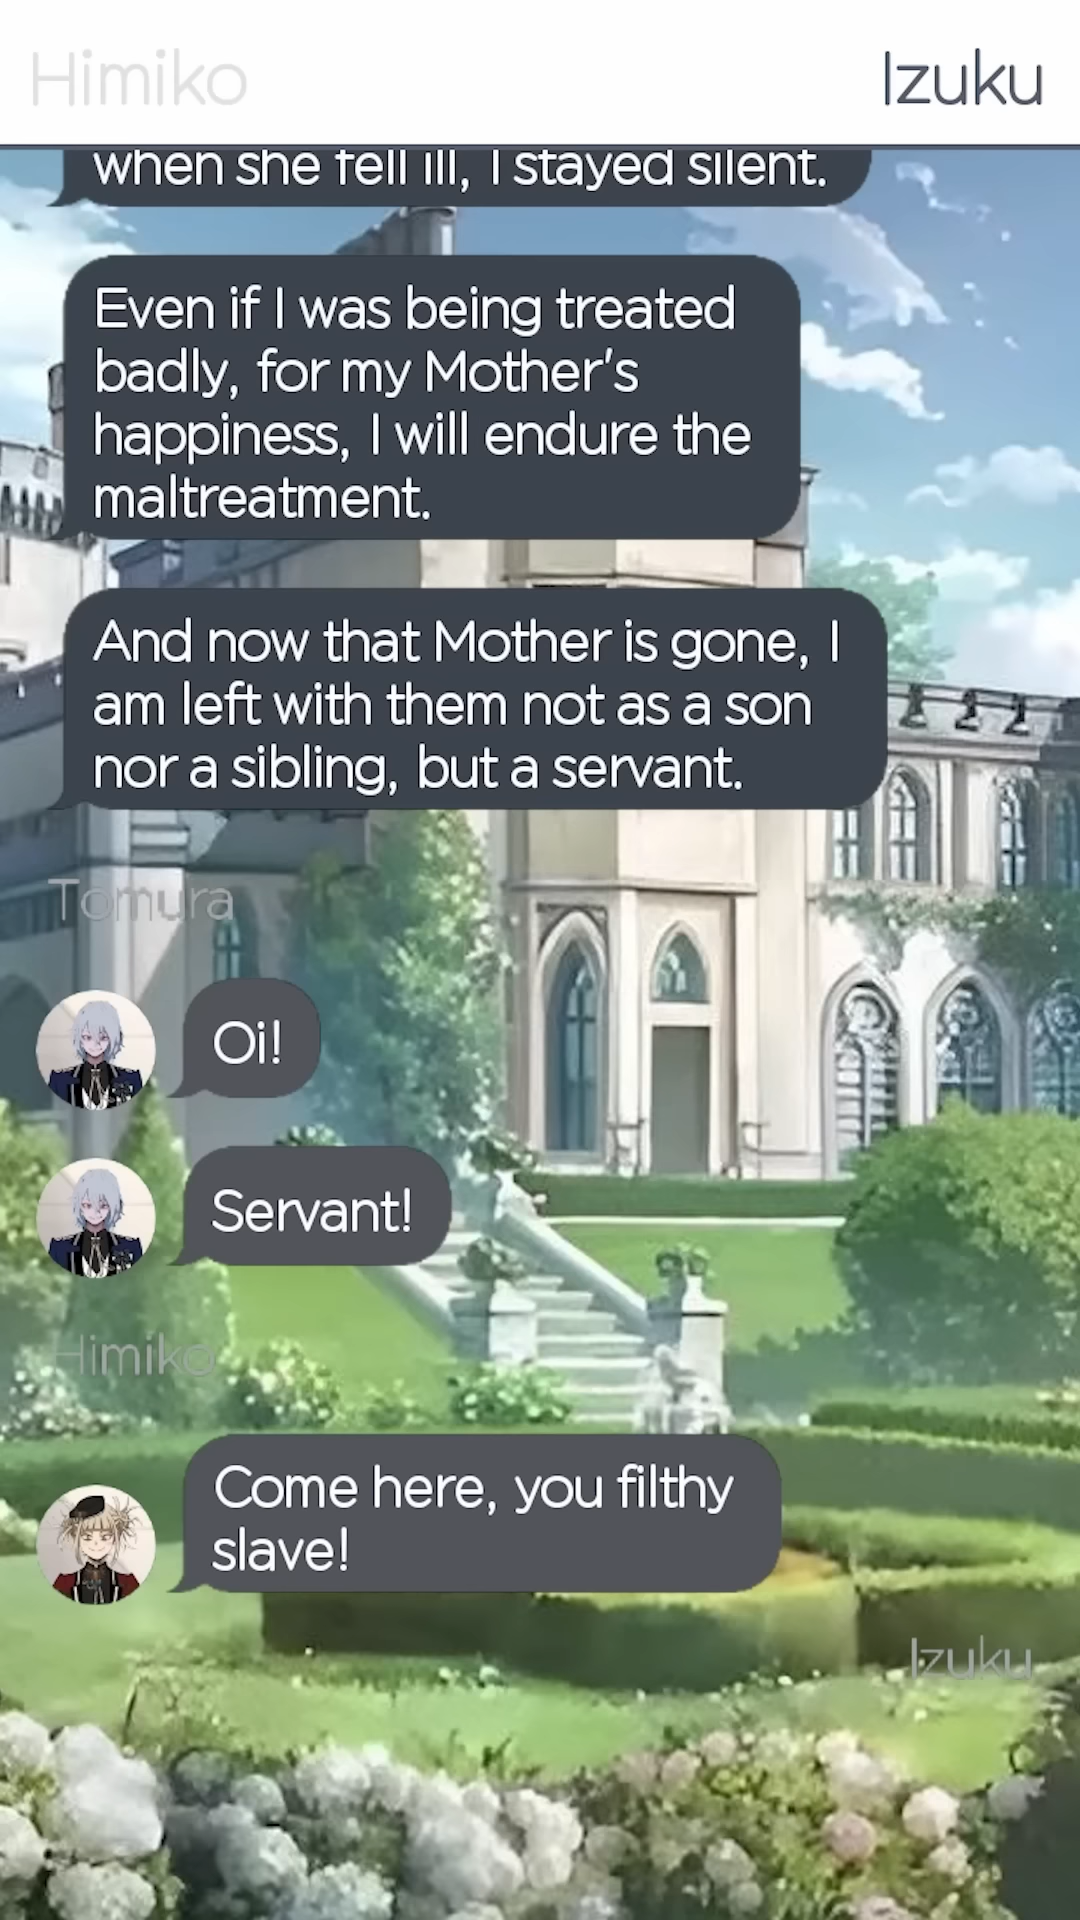 Himiko
Izuku
when she fell ill, I stayed silent.
Even if I was being treated
badly, for my Mother's
happiness, I will endure the
maltreatment.
And now that Mother is gone, I
am left with them not as a son
nor a sibling, but a servant.
Tomura
Oi!
Servant!
Himiko
Come here, you filthy
slave!
Izuku